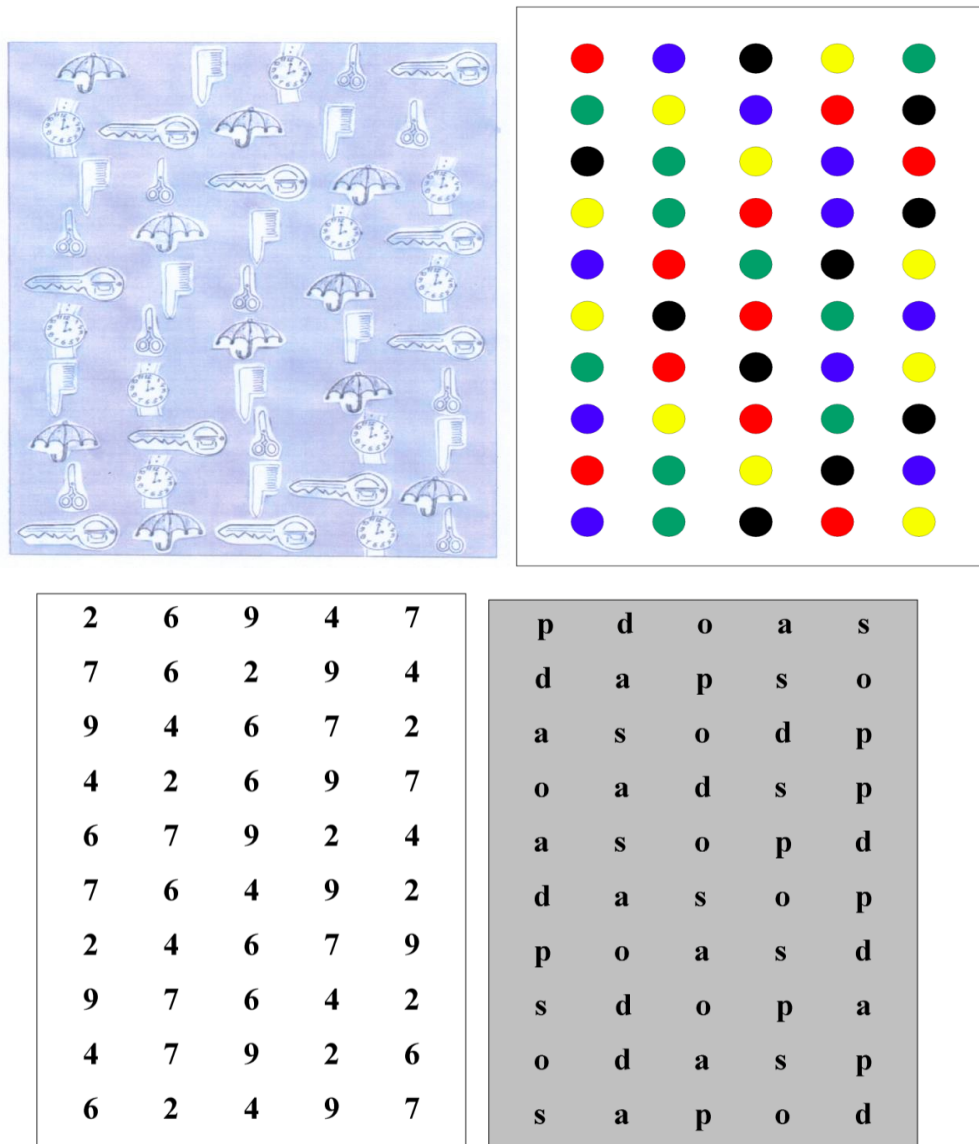 2 6 9 4 7
7 6 2 9 4
9 4 6 7 2
4 2 6 9 7
6 7 9 2 4
7 6 4 9 2
2 4 6 7 9
9 7 6 4 2
4 7 9 2 6
6 2 4 9 7
p d o a s
d a p s o
a s o d p
o a d s p
a s o p d
d a s o p
p o a s d
s d o p a
o d a s p
s a p o d